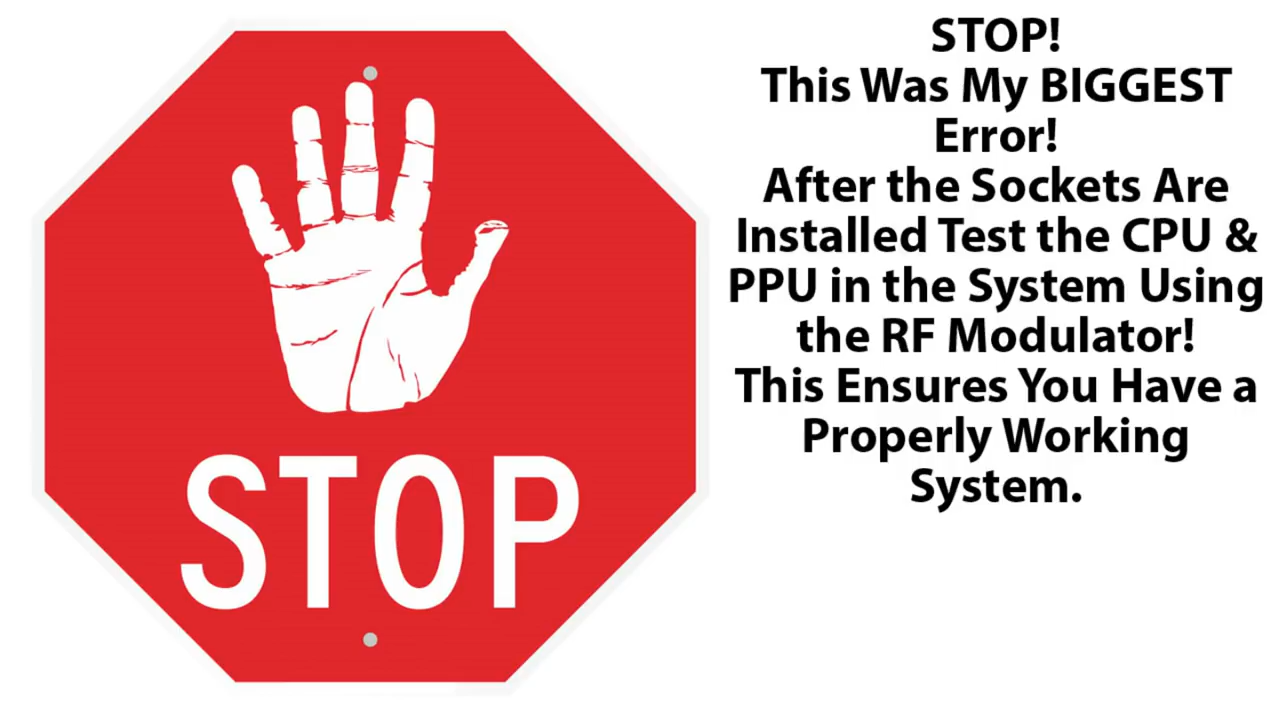 STOP
STOP!
This Was My BIGGEST
Error!
After the Sockets Are
Installed Test the CPU &
PPU in the System Using
the RF Modulator!
This Ensures You Have a
Properly Working
System.